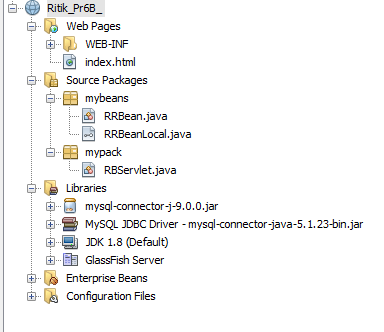 Ritik_Pr6B_
Web Pages
WEB-INF
index.html
Source Packages
mybeans
RRBean.java
RRBeanLocal.java
mypack
RBServlet.java
Libraries
mysql-connector-j-9.0.0.jar
MySQL JDBC Driver - mysql-connector-java-5.1.23-bin.jar
JDK 1.8 (Default)
GlassFish Server
Enterprise Beans
Configuration Files